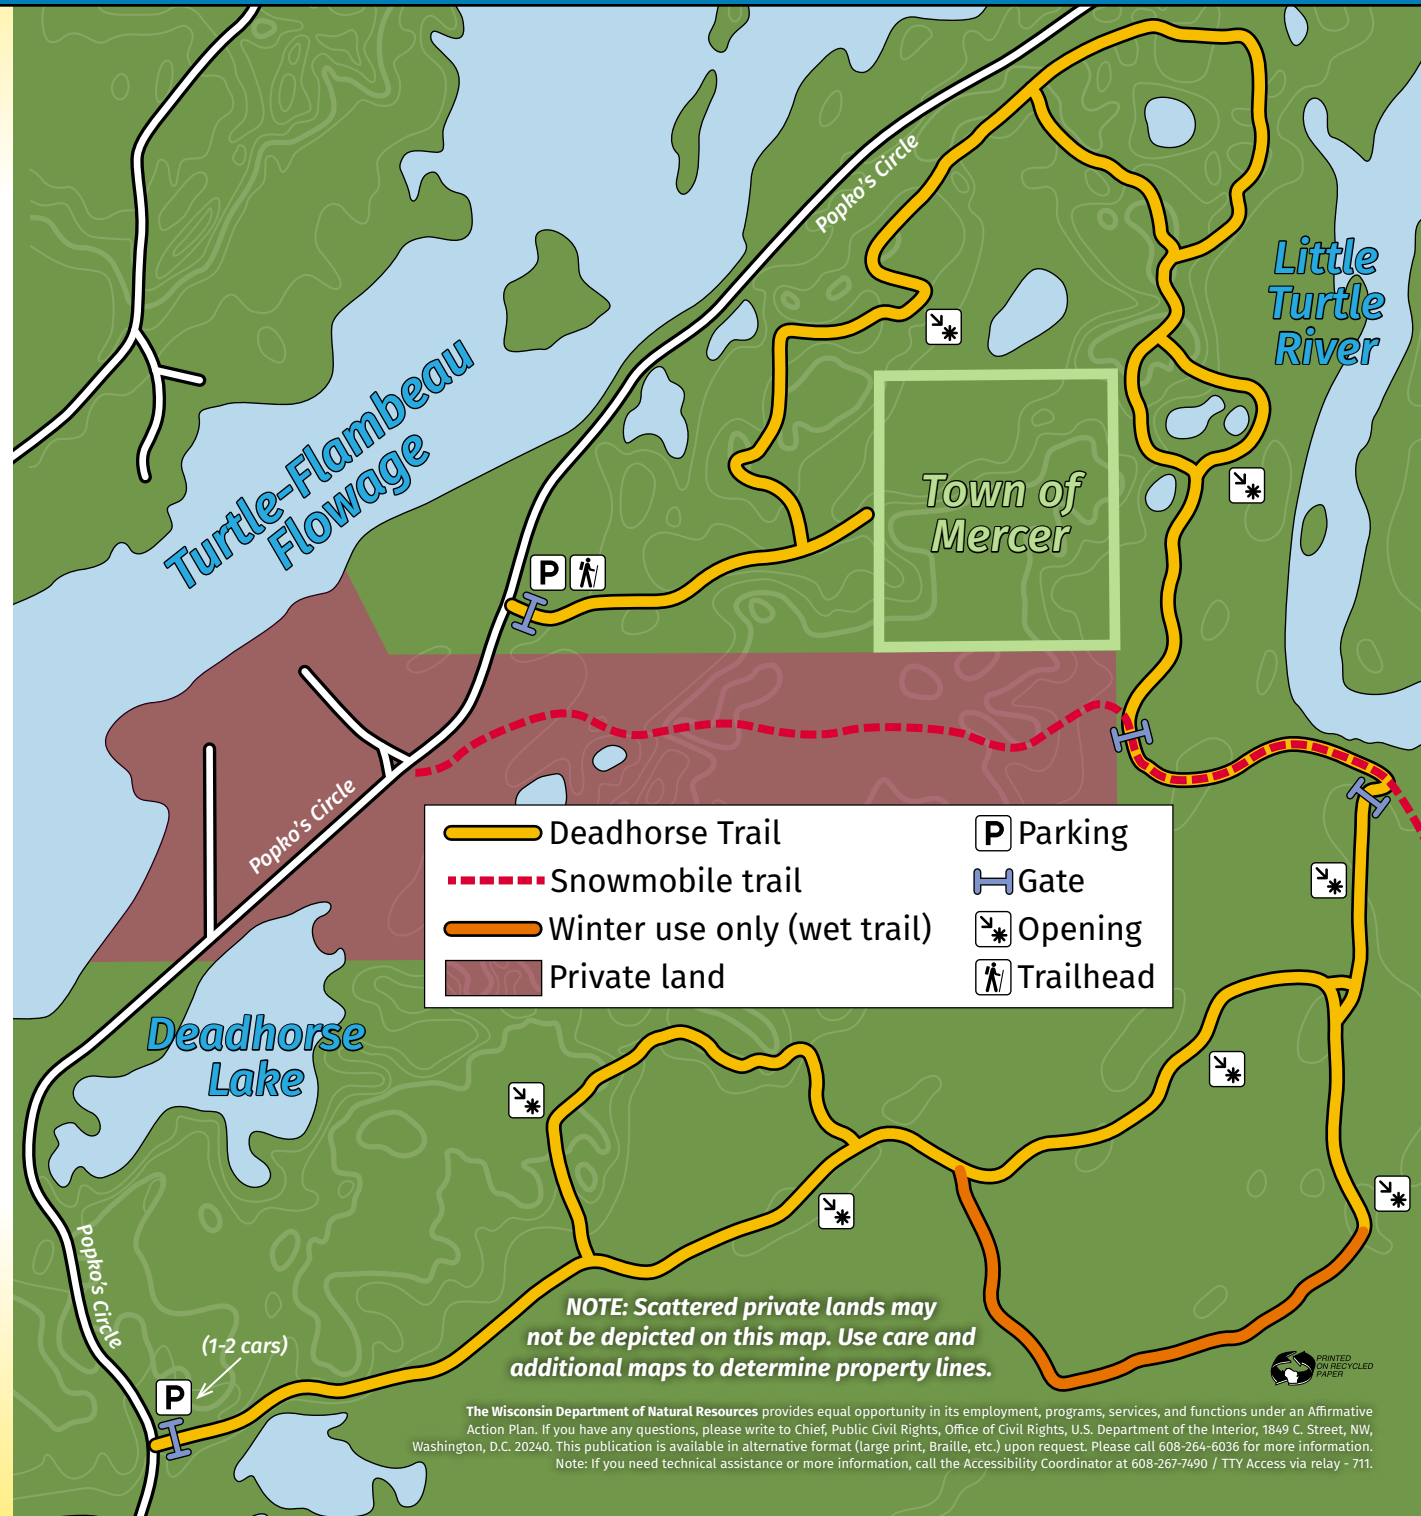 Popko's Circle
Little
Turtle
River
Turtle-Flambeau
Flowage
Town of
Mercer
P
Popko's Circle
Deadhorse Trail
Snowmobile trail
Winter use only (wet trail)
Private land
P Parking
Gate
Opening
Trailhead
Deadhorse
Lake
Popko's Circle
(1-2 cars)
P
NOTE: Scattered private lands may
not be depicted on this map. Use care and
additional maps to determine property lines.
PRINTED
ON RECYCLED
PAPER
The Wisconsin Department of Natural Resources provides equal opportunity in its employment, programs, services, and functions under an Affirmative
Action Plan. If you have any questions, please write to Chief, Public Civil Rights, Office of Civil Rights, U.S. Department of the Interior, 1849 C. Street, NW,
Washington, D.C. 20240. This publication is available in alternative format (large print, Braille, etc.) upon request. Please call 608-264-6036 for more information.
Note: If you need technical assistance or more information, call the Accessibility Coordinator at 608-267-7490 / TTY Access via relay - 711.